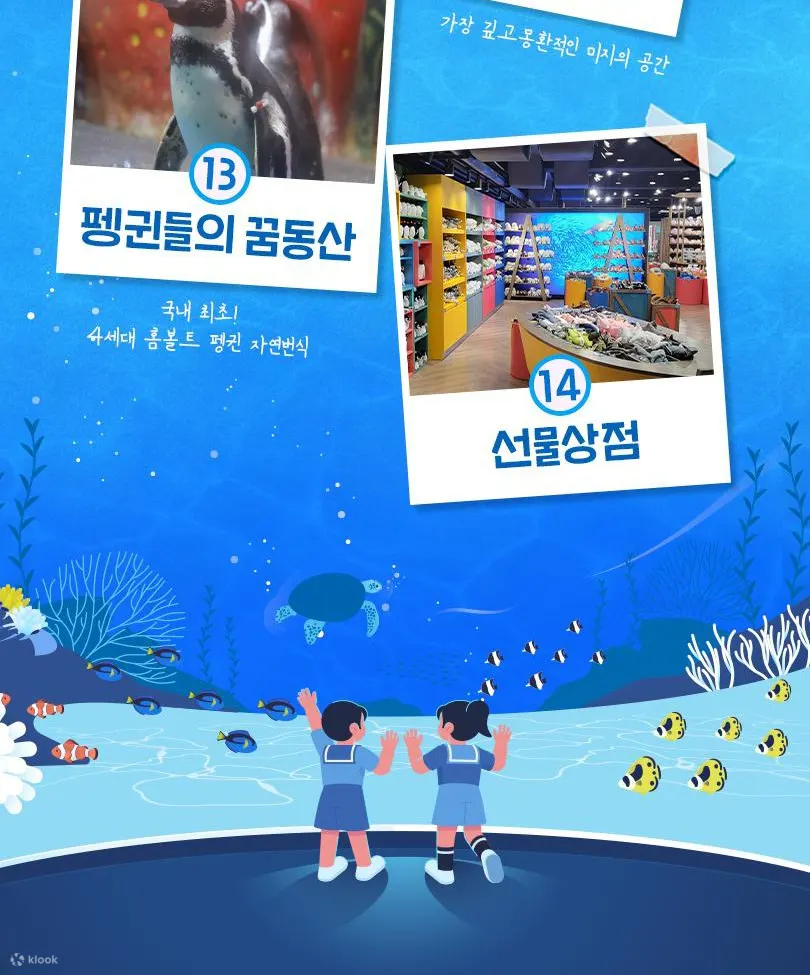 가장 깊고 몽환적인 미지의 공간
13
펭귄들의 꿈동산
국내 최초!
4세대 훔볼트 펭귄 자연번식
14
선물상점
klook